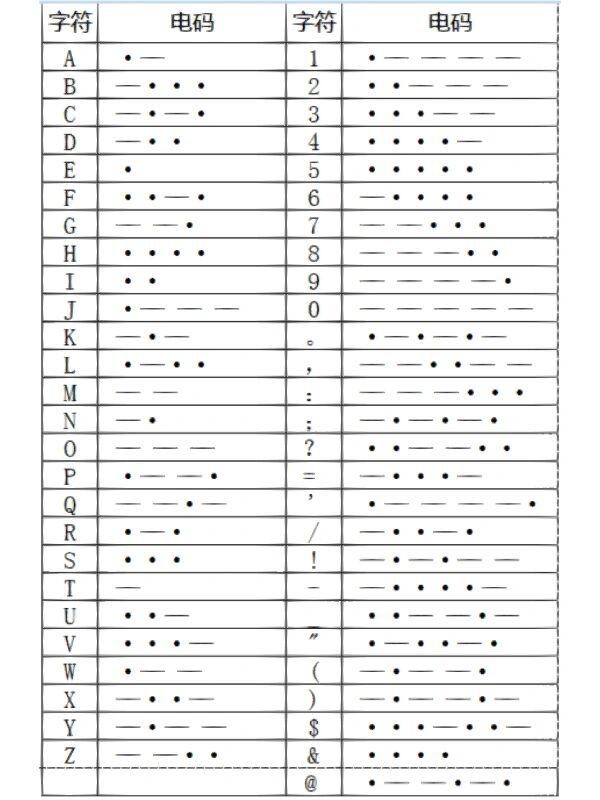 字符 电码 字符 电码
A •— 1 •————
B —••• 2 ••———
C —•—• 3 •••——
D —•• 4 ••••—
E • 5 •••••
F ••—• 6 —••••
G ——• 7 ——•••
H •••• 8 ———••
I •• 9 ————•
J •——— 0 —————
K —•— 。 •—•—•—
L •—•• , ——••——
M —— : ———•••
N —• ; —•—•—•
O ——— ? ••——••
P •——• = —•••—
Q ——•— ' •————•
R •—• / —••—•
S ••• ! —•—•——
T — - —••••—
U ••— _ ••——•—
V •••— " •—••—•
W •—— ( —•——•
X —••— ) —•——•—
Y —•—— $ •••—••—
Z ——•• & ••••
@ •——•—•